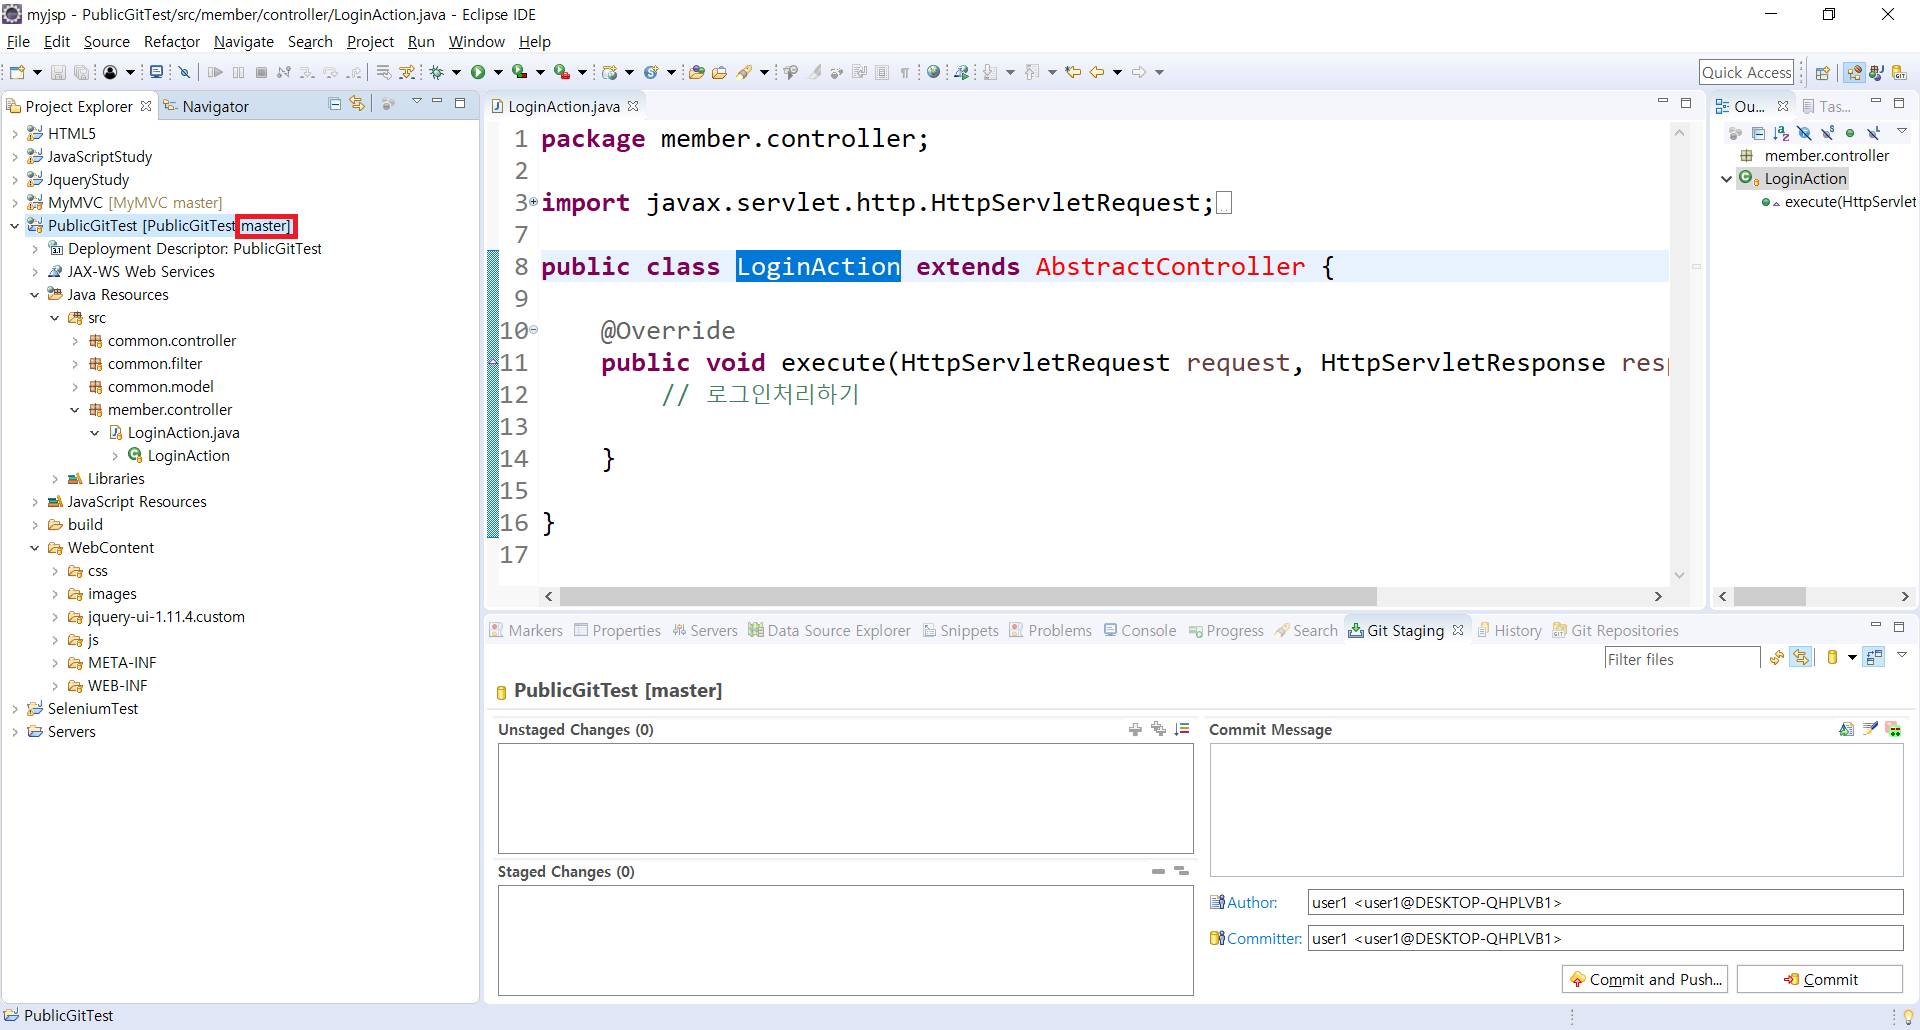 myjsp - PublicGitTest/src/member/controller/LoginAction.java - Eclipse IDE
File Edit Source Refactor Navigate Search Project Run Window Help
Quick Access
Project Explorer
Navigator
HTML5
JavaScriptStudy
JqueryStudy
MyMVC [MyMVC master]
PublicGitTest [PublicGitTest master]
Deployment Descriptor: PublicGitTest
JAX-WS Web Services
Java Resources
src
common.controller
common.filter
common.model
member.controller
LoginAction.java
LoginAction
Libraries
JavaScript Resources
build
WebContent
css
images
jquery-ui-1.11.4.custom
js
META-INF
WEB-INF
SeleniumTest
Servers
LoginAction.java
1 package member.controller;
2
3 import javax.servlet.http.HttpServletRequest;
7
8 public class LoginAction extends AbstractController {
9
10 @Override
11 public void execute(HttpServletRequest request, HttpServletResponse resp
12 // 로그인처리하기
13
14 }
15
16 }
17
Ou... Tas...
member.controller
LoginAction
execute(HttpServlet
Markers Properties Servers Data Source Explorer Snippets Problems Console Progress Search Git Staging History Git Repositories
Filter files
PublicGitTest [master]
Unstaged Changes (0)
Staged Changes (0)
Commit Message
Author: user1 <user1@DESKTOP-QHPLVB1>
Committer: user1 <user1@DESKTOP-QHPLVB1>
Commit and Push... Commit
PublicGitTest